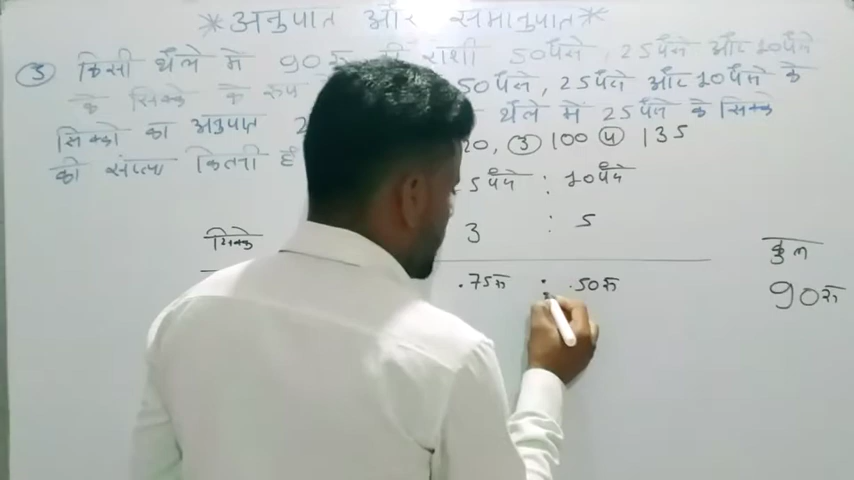 *अनुपात और समानुपात*
③ किसी थैले में 90रू राशी 50पैसे, 25पैसे और 10पैसे
के सिक्के के रूप 50पैसे, 25पैसे और 10पैसे के
सिक्को का अनुपात 2 थैले में 25पैसे के सिक्के
की संख्या कितनी है 20, ③ 100 ④ 135
5पैसे : 10पैसे
सिक्के 3 : 5
.75रू : .50रू
कुल
90रू